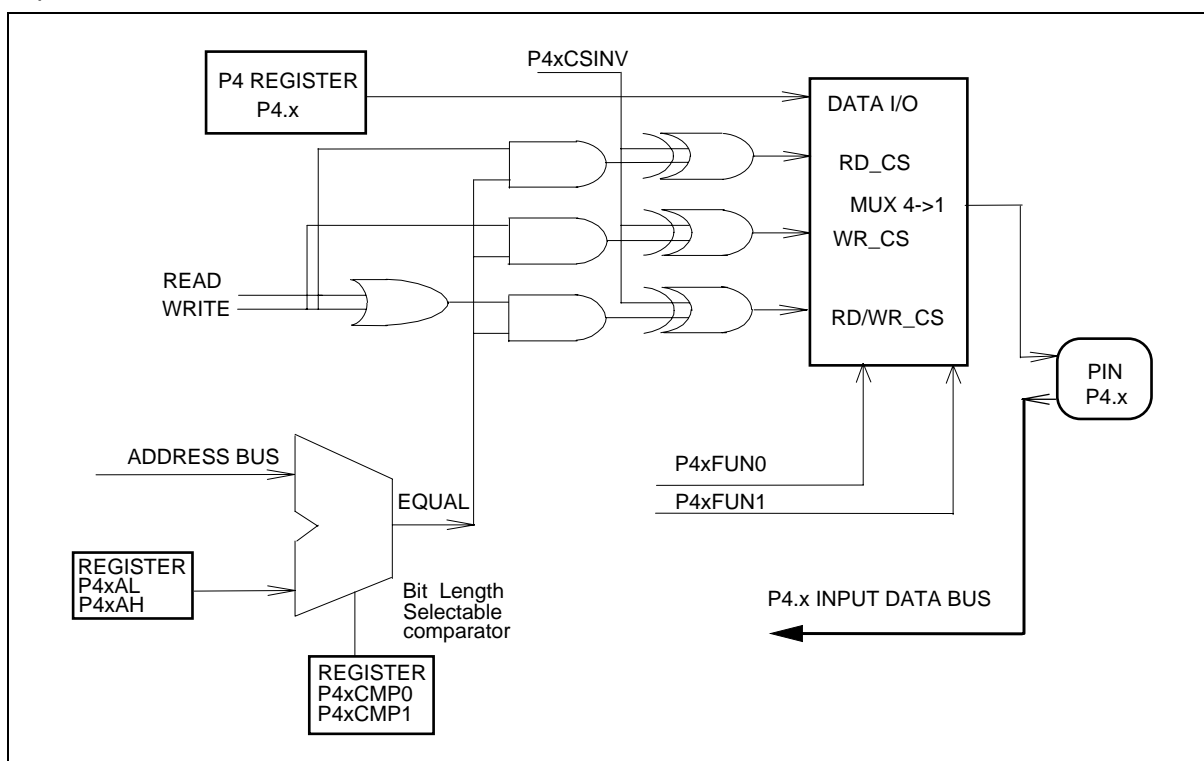 P4xCSINV
P4 REGISTER
P4.x
DATA I/O
RD_CS
MUX 4->1
WR_CS
READ
WRITE
RD/WR_CS
PIN
P4.x
ADDRESS BUS
P4xFUN0
EQUAL
P4xFUN1
REGISTER
P4xAL
P4xAH
Bit Length
Selectable
comparator
P4.x INPUT DATA BUS
REGISTER
P4xCMP0
P4xCMP1